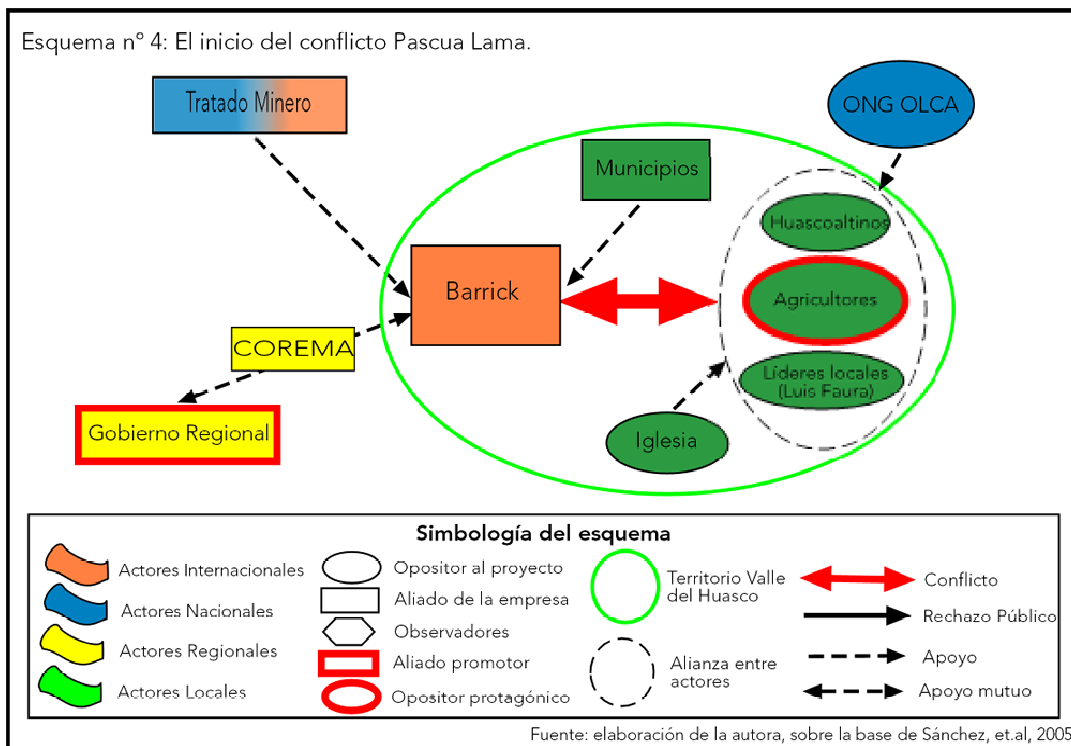 Esquema n° 4: El inicio del conflicto Pascua Lama.
Tratado Minero
ONG OLCA
Municipios
Huascoaltinos
Barrick
Agricultores
COREMA
Líderes locales
(Luis Faura)
Gobierno Regional
Iglesia
Simbología del esquema
Actores Internacionales
Actores Nacionales
Actores Regionales
Actores Locales
Opositor al proyecto
Aliado de la empresa
Observadores
Aliado promotor
Opositor protagónico
Territorio Valle
del Huasco
Alianza entre
actores
Conflicto
Rechazo Público
Apoyo
Apoyo mutuo
Fuente: elaboración de la autora, sobre la base de Sánchez, et.al, 2005